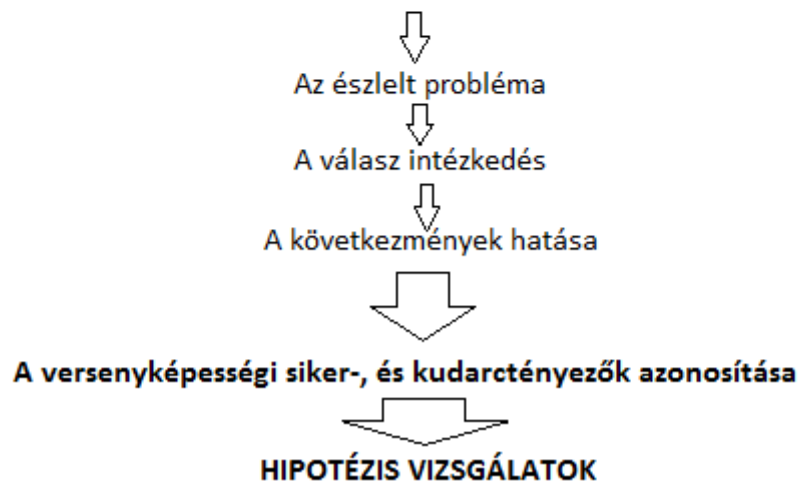 Az észlelt probléma
A válasz intézkedés
A következmények hatása
A versenyképességi siker-, és kudarctényezők azonosítása
HIPOTÉZIS VIZSGÁLATOK